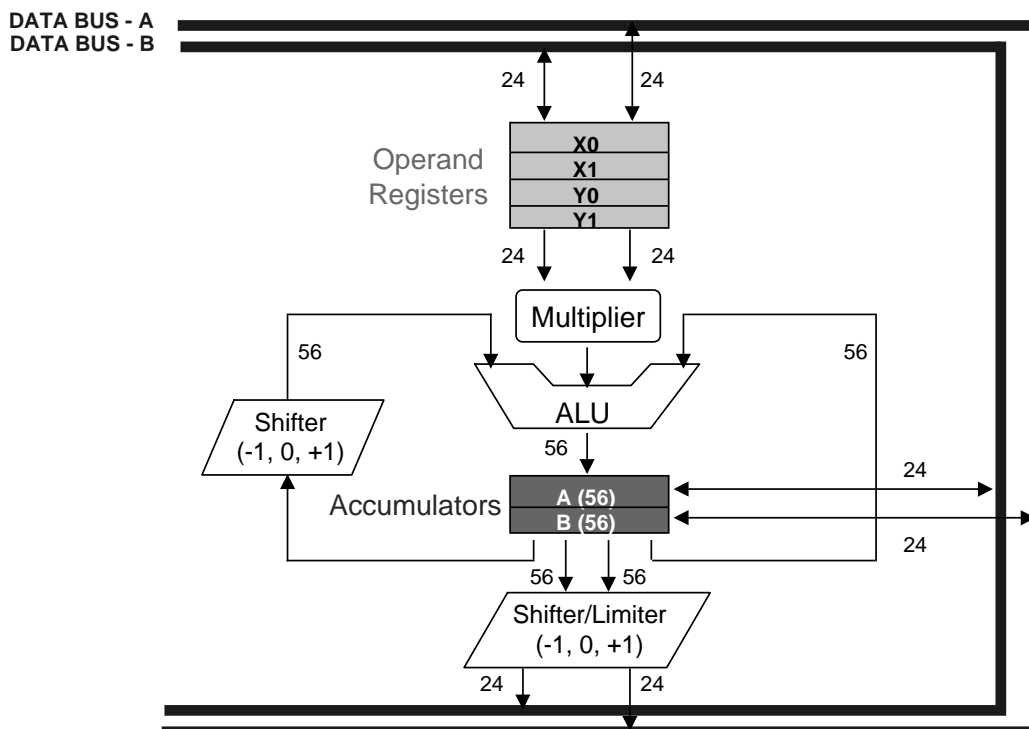 DATA BUS - A
DATA BUS - B
24
24
X0
Operand
X1
Registers
Y0
Y1
24
24
Multiplier
56
56
Shifter
(-1, 0, +1)
ALU
56
24
Accumulators
A (56)
B (56)
24
56
56
Shifter/Limiter
(-1, 0, +1)
24
24